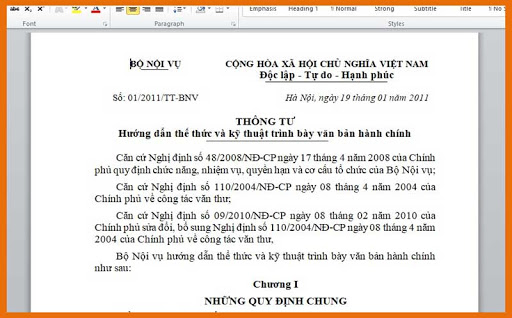 Emphasis Heading 1 1 Normal Strong Subtitle Title 1 No S
Font Paragraph Styles
BỘ NỘI VỤ CỘNG HÒA XÃ HỘI CHỦ NGHĨA VIỆT NAM
Độc lập - Tự do - Hạnh phúc
Số: 01/2011/TT-BNV Hà Nội, ngày 19 tháng 01 năm 2011
THÔNG TƯ
Hướng dẫn thể thức và kỹ thuật trình bày văn bản hành chính
Căn cứ Nghị định số 48/2008/NĐ-CP ngày 17 tháng 4 năm 2008 của Chính
phủ quy định chức năng, nhiệm vụ, quyền hạn và cơ cấu tổ chức của Bộ Nội vụ;
Căn cứ Nghị định số 110/2004/NĐ-CP ngày 08 tháng 4 năm 2004 của
Chính phủ về công tác văn thư,
Căn cứ Nghị định số 09/2010/NĐ-CP ngày 08 tháng 02 năm 2010 của
Chính phủ sửa đổi, bổ sung Nghị định số 110/2004/NĐ-CP ngày 08 tháng 4 năm
2004 của Chính phủ về công tác văn thư,
Bộ Nội vụ hướng dẫn thể thức và kỹ thuật trình bày văn bản hành chính
như sau:
Chương I
NHỮNG QUY ĐỊNH CHUNG